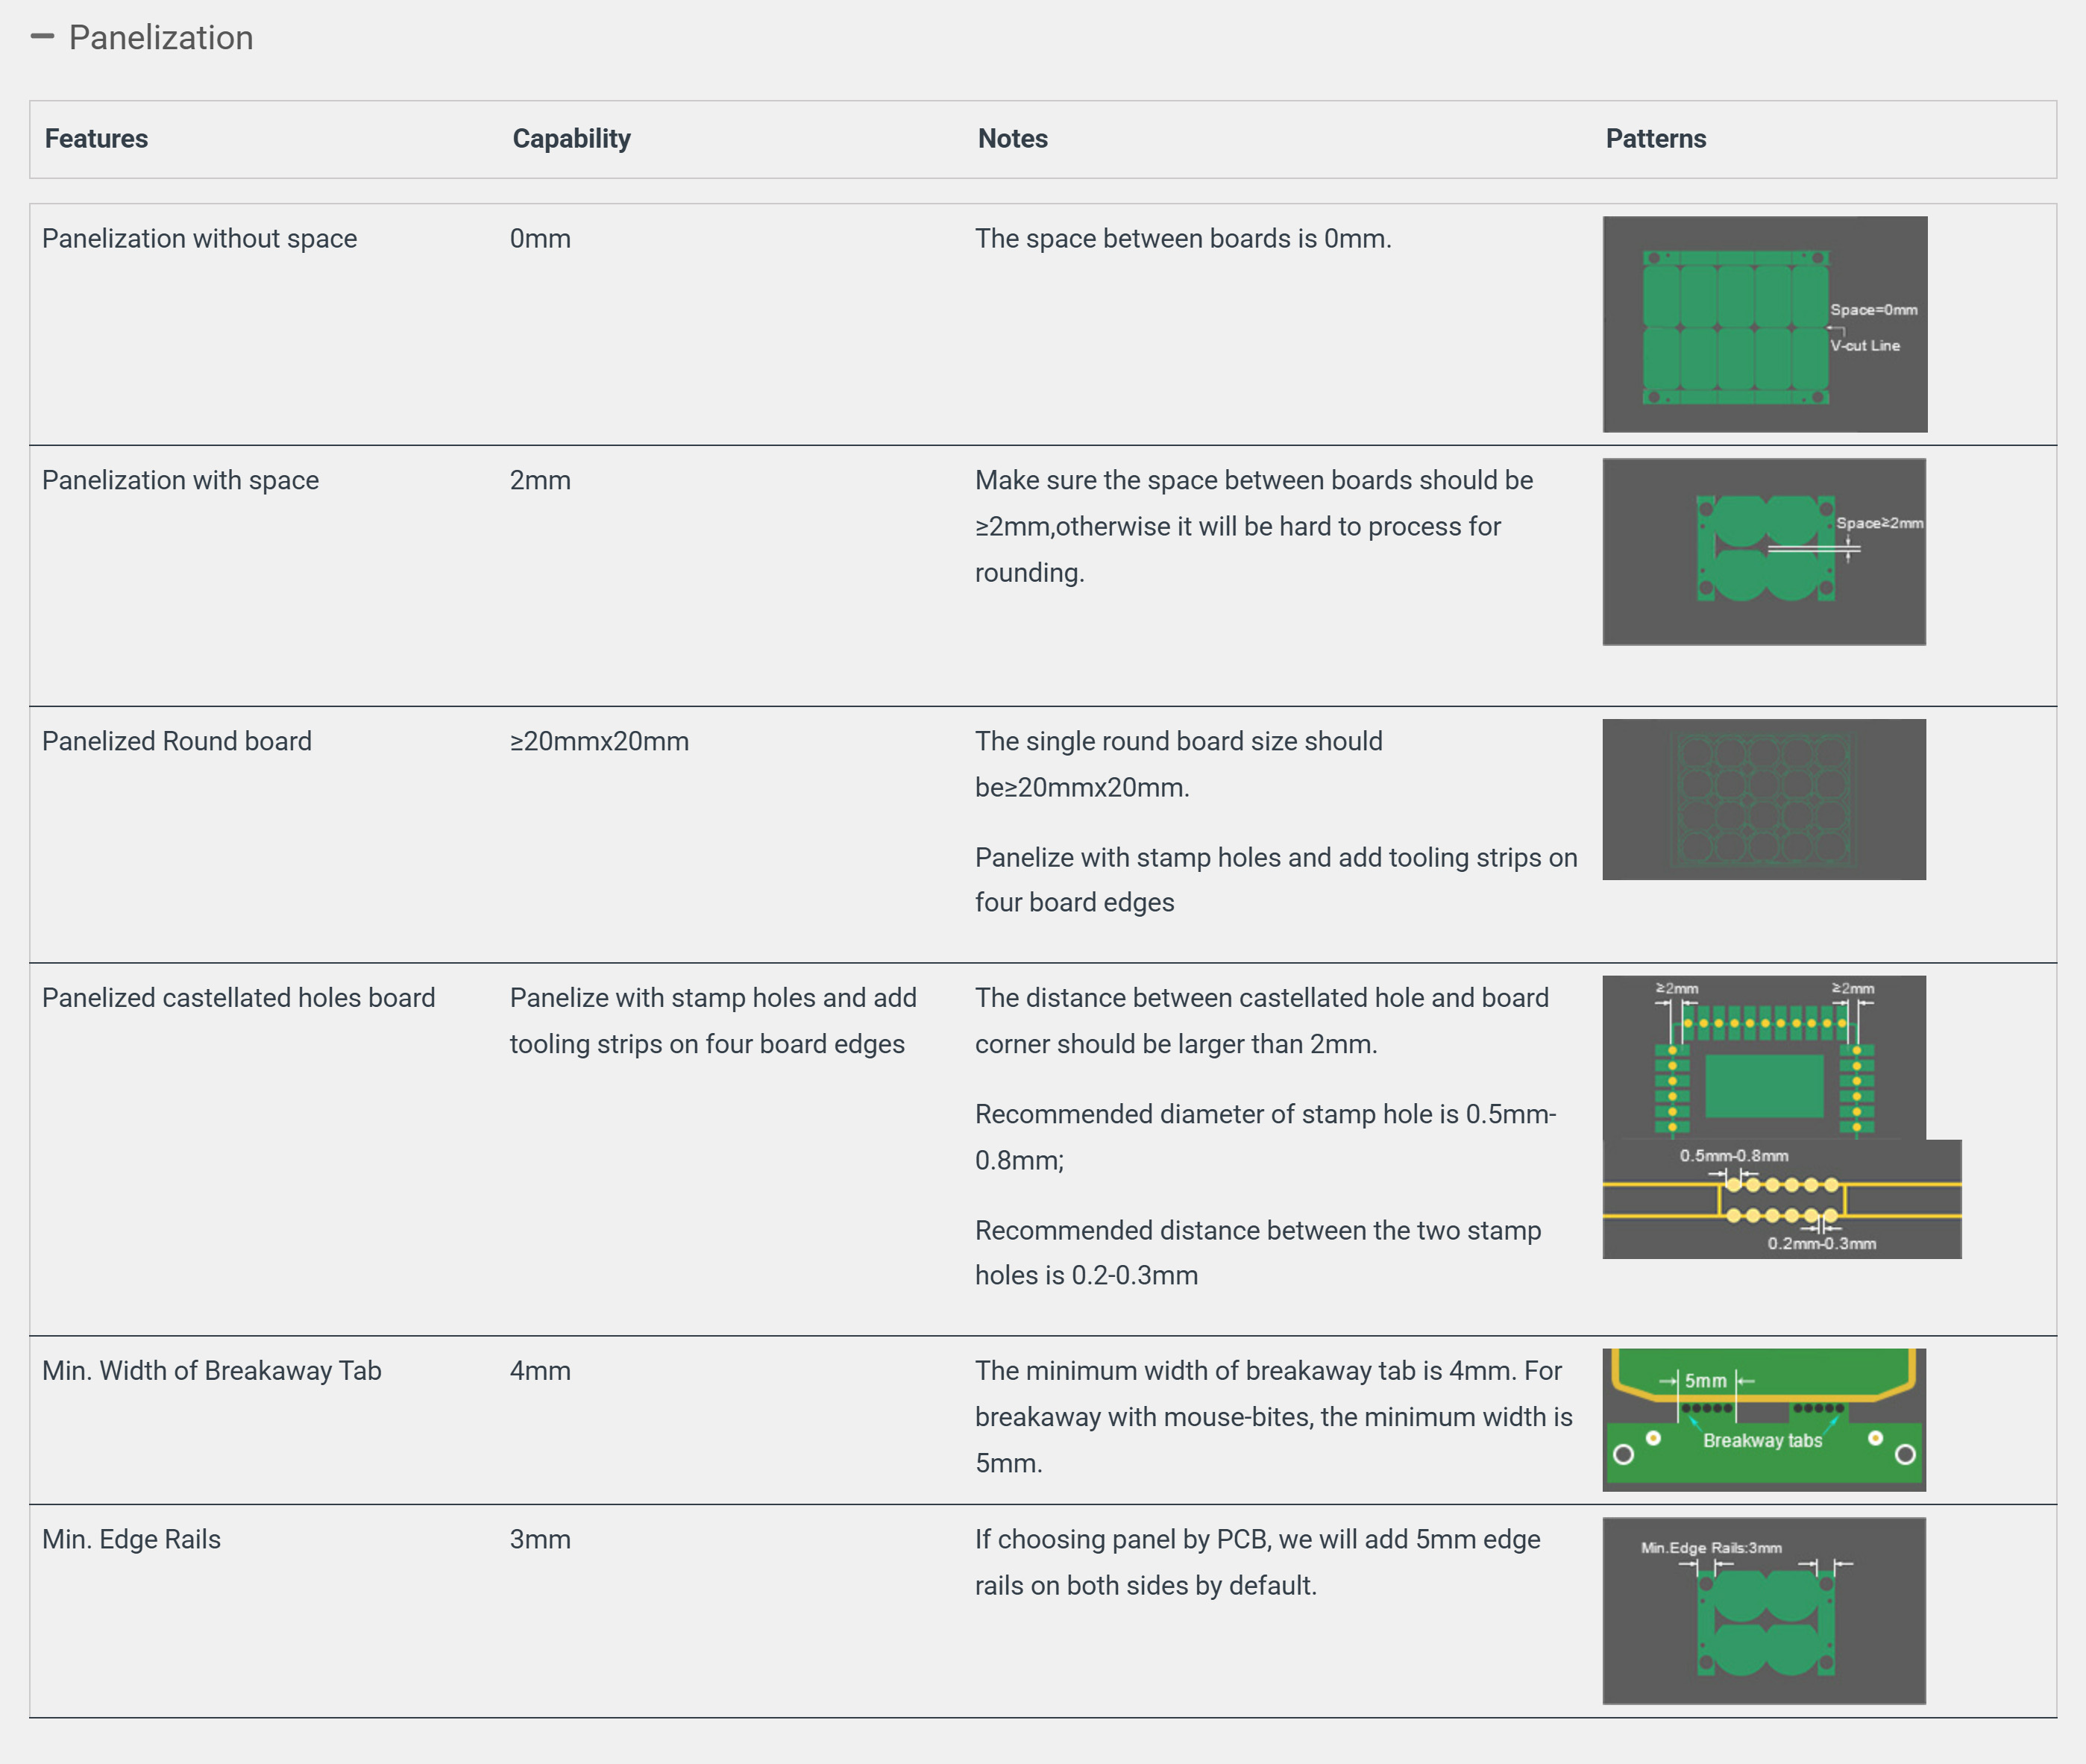 Panelization
Features Capability Notes Patterns
Panelization without space 0mm The space between boards is 0mm.
Space=0mm
V-cut Line
Panelization with space 2mm Make sure the space between boards should be
≥2mm,otherwise it will be hard to process for
rounding.
Space≥2mm
Panelized Round board ≥20mmx20mm The single round board size should
be≥20mmx20mm.
Panelize with stamp holes and add tooling strips on
four board edges
Panelized castellated holes board Panelize with stamp holes and add The distance between castellated hole and board
tooling strips on four board edges corner should be larger than 2mm.
Recommended diameter of stamp hole is 0.5mm-
0.8mm;
Recommended distance between the two stamp
holes is 0.2-0.3mm
≥2mm ≥2mm
0.5mm-0.8mm
0.2mm-0.3mm
Min. Width of Breakaway Tab 4mm The minimum width of breakaway tab is 4mm. For
breakaway with mouse-bites, the minimum width is
5mm.
5mm
Breakway tabs
Min. Edge Rails 3mm If choosing panel by PCB, we will add 5mm edge
rails on both sides by default.
Min.Edge Rails:3mm